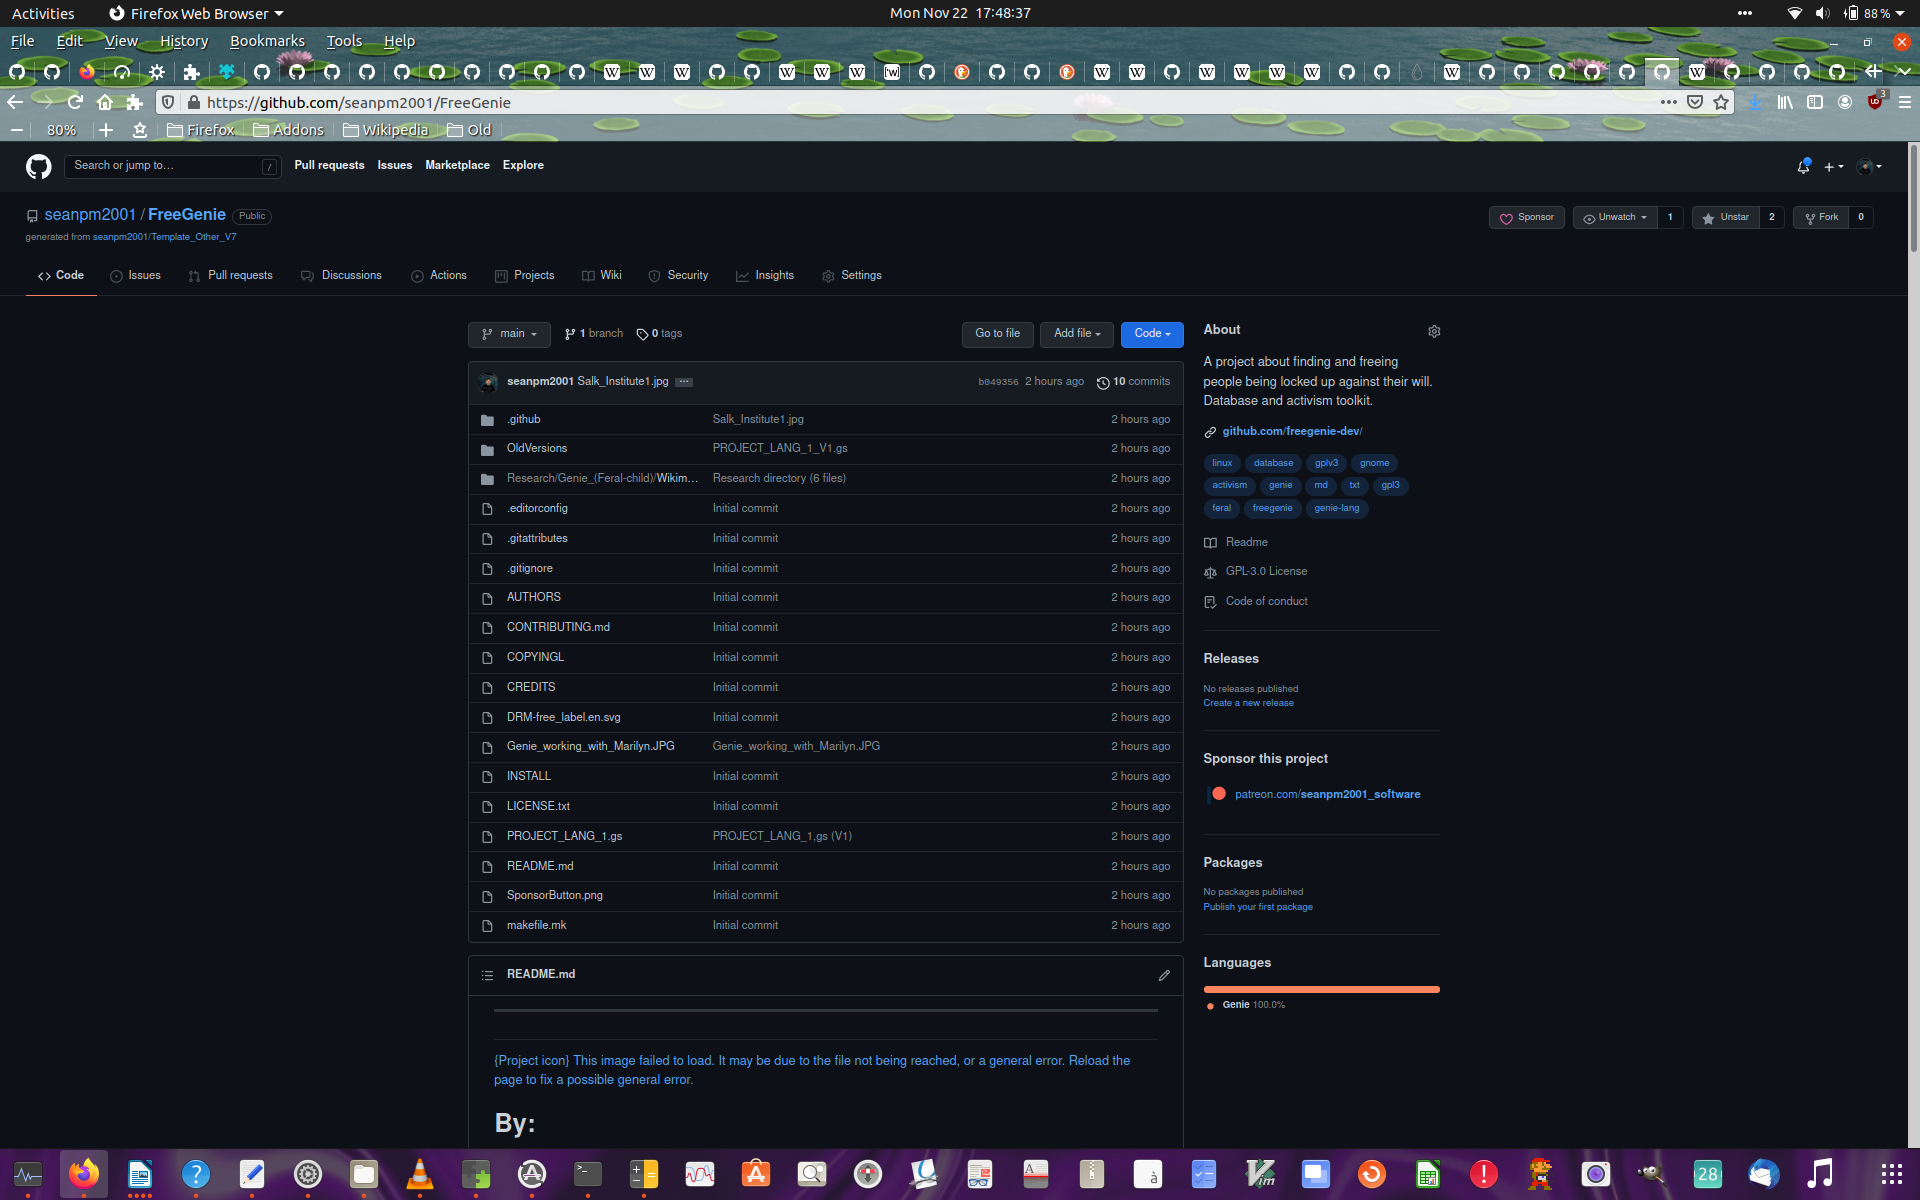 Activities Firefox Web Browser Mon Nov 22 17:48:37 88 %
File Edit View History Bookmarks Tools Help
https://github.com/seanpm2001/FreeGenie 3
80% Firefox Addons Wikipedia Old
Search or jump to… / Pull requests Issues Marketplace Explore
seanpm2001 / FreeGenie Public Sponsor Unwatch 1 Unstar 2 Fork 0
generated from seanpm2001/Template_Other_V7
Code Issues Pull requests Discussions Actions Projects Wiki Security Insights Settings
main 1 branch 0 tags Go to file Add file Code
seanpm2001 Salk_Institute1.jpg ... b049356 2 hours ago 10 commits
.github Salk_Institute1.jpg 2 hours ago
OldVersions PROJECT_LANG_1_V1.gs 2 hours ago
Research/Genie_(Feral-child)/Wikim... Research directory (6 files) 2 hours ago
.editorconfig Initial commit 2 hours ago
.gitattributes Initial commit 2 hours ago
.gitignore Initial commit 2 hours ago
AUTHORS Initial commit 2 hours ago
CONTRIBUTING.md Initial commit 2 hours ago
COPYINGL Initial commit 2 hours ago
CREDITS Initial commit 2 hours ago
DRM-free_label.en.svg Initial commit 2 hours ago
Genie_working_with_Marilyn.JPG Genie_working_with_Marilyn.JPG 2 hours ago
INSTALL Initial commit 2 hours ago
LICENSE.txt Initial commit 2 hours ago
PROJECT_LANG_1.gs PROJECT_LANG_1,gs (V1) 2 hours ago
README.md Initial commit 2 hours ago
SponsorButton.png Initial commit 2 hours ago
makefile.mk Initial commit 2 hours ago
README.md
{Project icon} This image failed to load. It may be due to the file not being reached, or a general error. Reload the
page to fix a possible general error.
By:
About
A project about finding and freeing
people being locked up against their will.
Database and activism toolkit.
github.com/freegenie-dev/
linux database gplv3 gnome
activism genie md txt gpl3
feral freegenie genie-lang
Readme
GPL-3.0 License
Code of conduct
Releases
No releases published
Create a new release
Sponsor this project
patreon.com/seanpm2001_software
Packages
No packages published
Publish your first package
Languages
Genie 100.0%
28